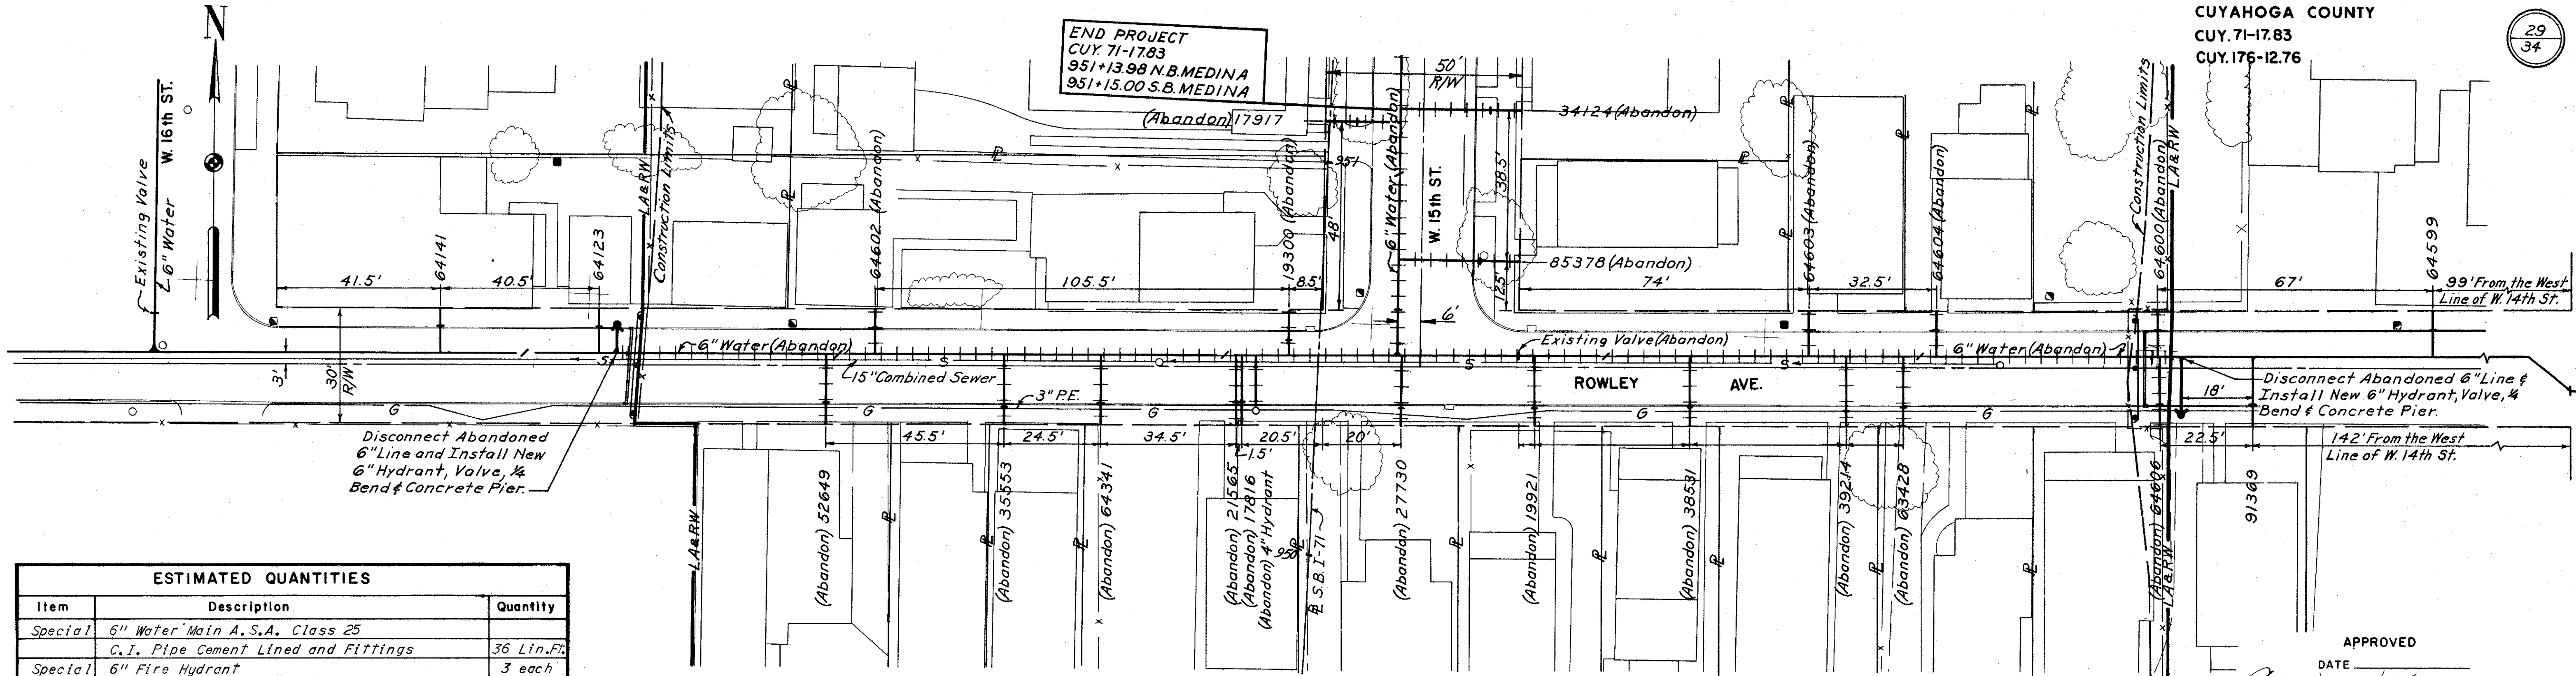 CUYAHOGA COUNTY
CUY. 71-17.83
CUY. 176-12.76
29
34
N
END PROJECT
CUY. 71-17.83
951+13.98 N.B. MEDINA
951+15.00 S.B. MEDINA
50'
R/W
(Abandon) 17917
34124 (Abandon)
W. 16th ST.
Existing Valve
6" Water
LA&RW
Construction Limits
64602 (Abandon)
19300 (Abandon)
951
48'
6" Water (Abandon)
W. 15th ST.
38.5'
12.5'
85378 (Abandon)
64603 (Abandon)
64604 (Abandon)
Construction Limits
64600 (Abandon)
LA&RW
64599
64141
64123
41.5'
40.5'
105.5'
8.5'
74'
32.5'
67'
99' From the West
Line of W. 14th St.
6'
3'
30'
R/W
6" Water (Abandon)
15" Combined Sewer
Existing Valve (Abandon)
6" Water (Abandon)
S
S
S
S
S
ROWLEY AVE.
3" P.E.
G
G
G
G
G
G
Disconnect Abandoned 6" Line &
Install New 6" Hydrant, Valve, ¼
Bend & Concrete Pier.
18'
Disconnect Abandoned
6" Line and Install New
6" Hydrant, Valve, ¼
Bend & Concrete Pier.
45.5'
24.5'
34.5'
1.5'
20.5'
20'
22.5'
142' From the West
Line of W. 14th St.
LA&RW
(Abandon) 52649
(Abandon) 35553
(Abandon) 64341
(Abandon) 21565
(Abandon) 17816
(Abandon) 4" Hydrant
950
℄ S.B. I-71
(Abandon) 27730
(Abandon) 19921
(Abandon) 38531
(Abandon) 39214
(Abandon) 63428
(Abandon) 64606
LA&RW
91369
ESTIMATED QUANTITIES
Item Description Quantity
Special 6" Water Main A.S.A. Class 25
C.I. Pipe Cement Lined and Fittings 36 Lin.Ft.
Special 6" Fire Hydrant 3 each
APPROVED
DATE